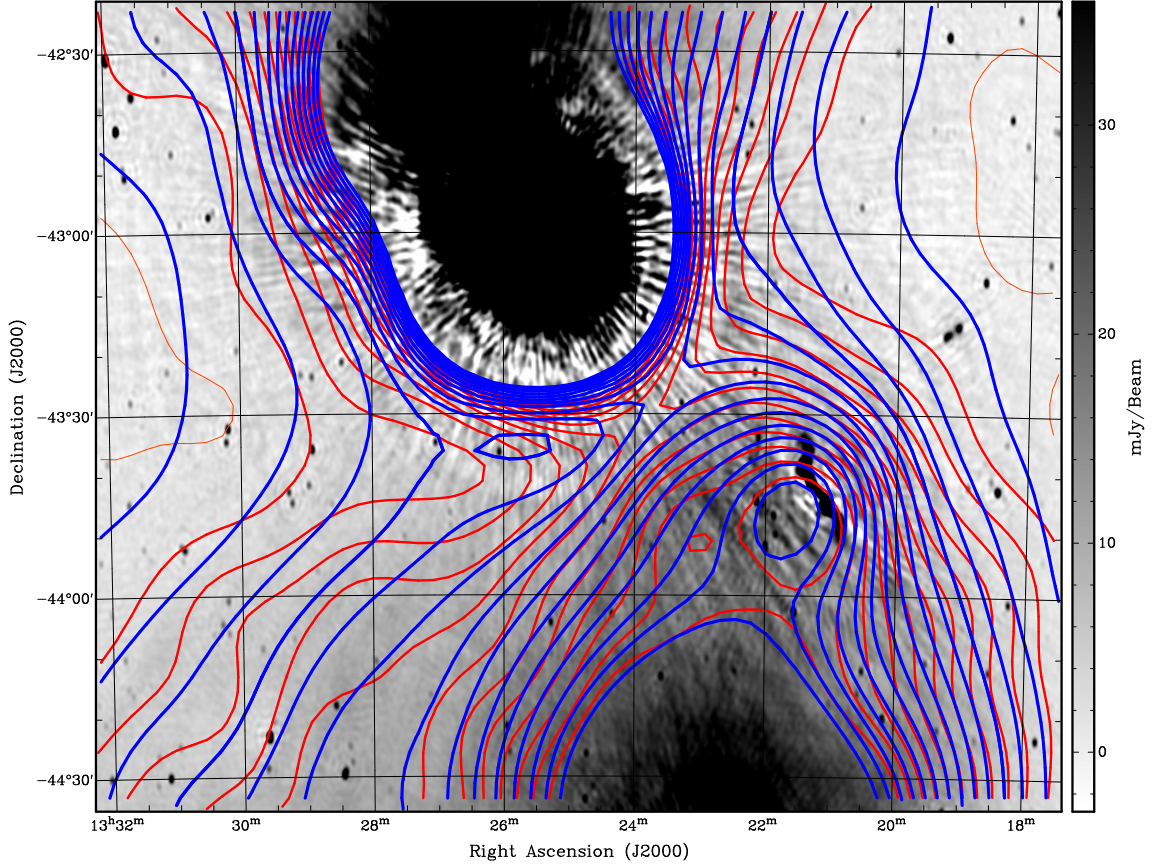 −42°30′
−43°00′
−43°30′
−44°00′
−44°30′
Declination (J2000)
13ʰ32ᵐ 30ᵐ 28ᵐ 26ᵐ 24ᵐ 22ᵐ 20ᵐ 18ᵐ
Right Ascension (J2000)
30
20
10
0
mJy/Beam